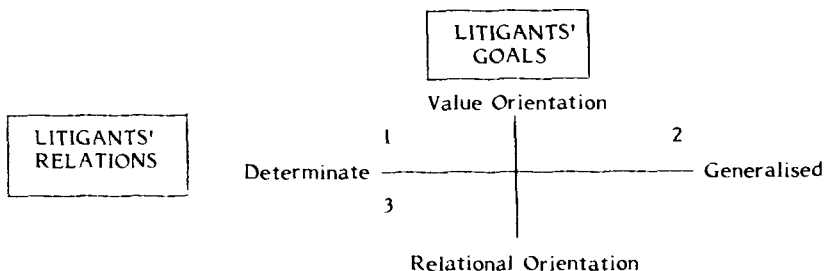 LITIGANTS'
GOALS
Value Orientation
LITIGANTS'
RELATIONS
1
2
Determinate
Generalised
3
Relational Orientation